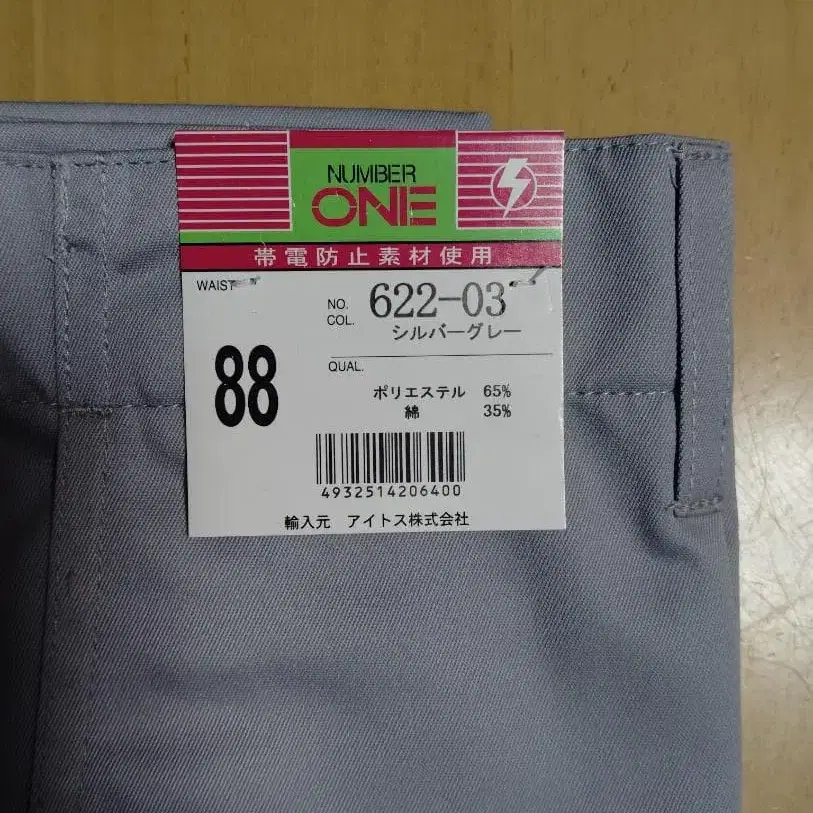 NUMBER
ONE
帯電防止素材使用
WAIST
88
NO. 622-03
COL. シルバーグレー
QUAL.
ポリエステル 65%
綿 35%
4932514206400
輸入元 アイトス株式会社